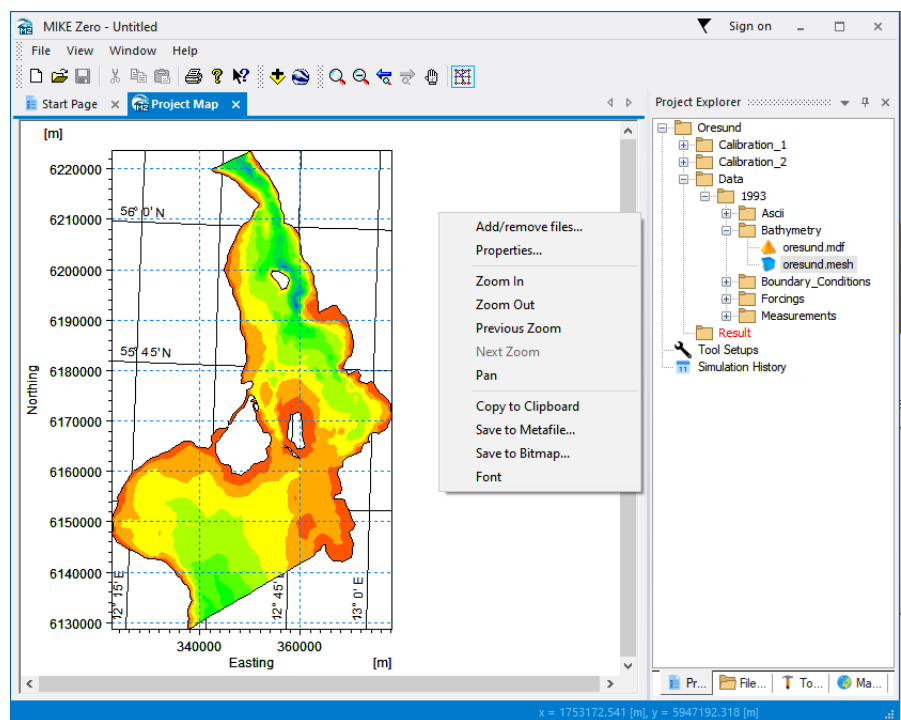 MIKE Zero - Untitled
Sign on
File View Window Help
Start Page
Project Map
Project Explorer
[m]
6220000
6210000
6200000
6190000
6180000
6170000
6160000
6150000
6140000
6130000
Northing
56° 0' N
55° 45' N
12° 15' E
12° 45' E
13° 0' E
340000 360000
Easting [m]
Add/remove files...
Properties...
Zoom In
Zoom Out
Previous Zoom
Next Zoom
Pan
Copy to Clipboard
Save to Metafile...
Save to Bitmap...
Font
Oresund
Calibration_1
Calibration_2
Data
1993
Ascii
Bathymetry
oresund.mdf
oresund.mesh
Boundary_Conditions
Forcings
Measurements
Result
Tool Setups
11 Simulation History
Pr... File... To... Ma...
x = 1753172.541 [m], y = 5947192.318 [m]